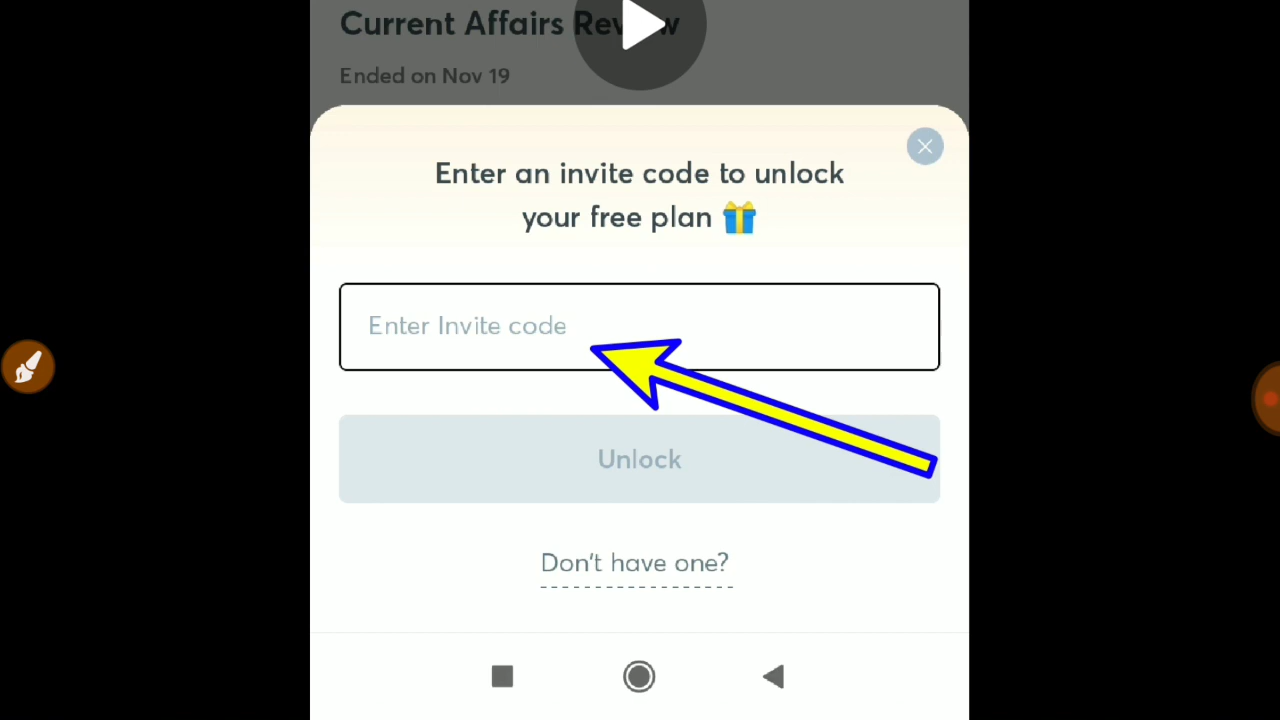 Current Affairs Review
Ended on Nov 19
Enter an invite code to unlock
your free plan
Enter Invite code
Unlock
Don't have one?